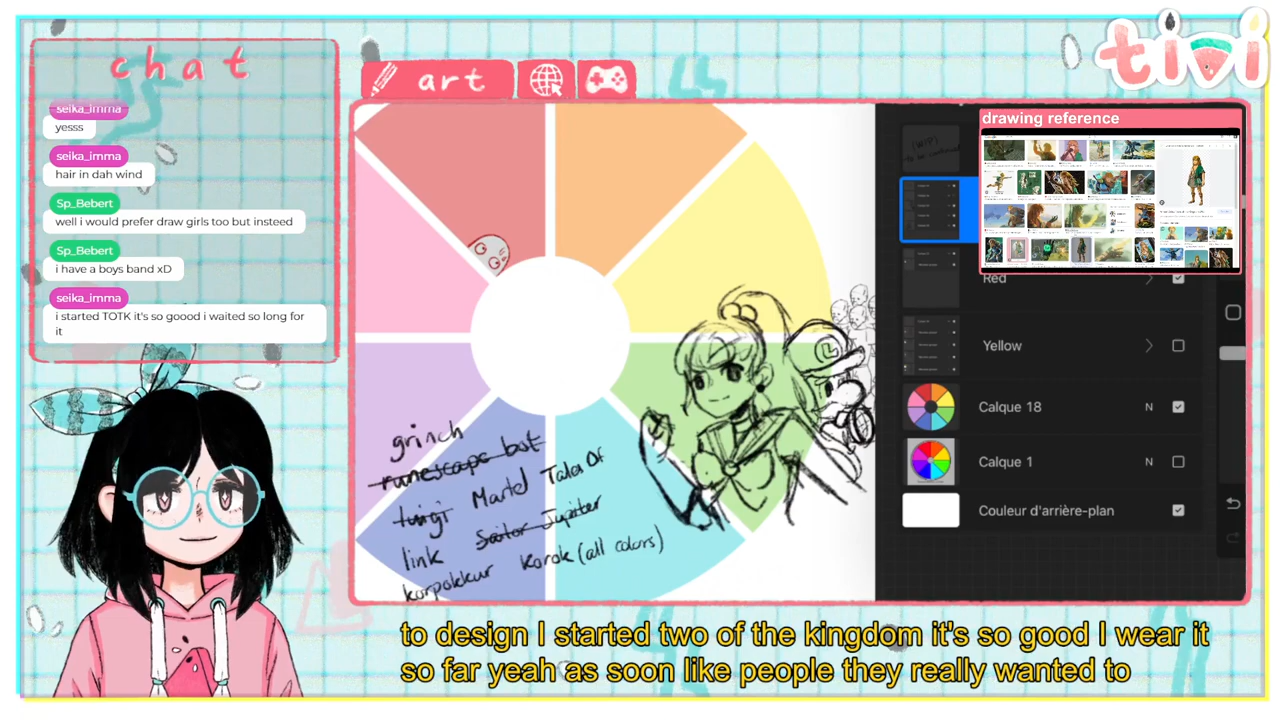 tivi
chat
art
drawing reference
seika_imma
yesss
seika_imma
hair in dah wind
Sp_Bebert
well i would prefer draw girls too but insteed
Sp_Bebert
i have a boys band xD
seika_imma
i started TOTK it's so goood i waited so long for
it
Red
Yellow
Calque 18 N
Calque 1 N
Couleur d'arrière-plan
GG
L
grinch
runescape bot
luigi
Martel
Tales Of
Sailor Jupiter
link
Korok (all colors)
korpokkur
to design I started two of the kingdom it's so good I wear it
so far yeah as soon like people they really wanted to